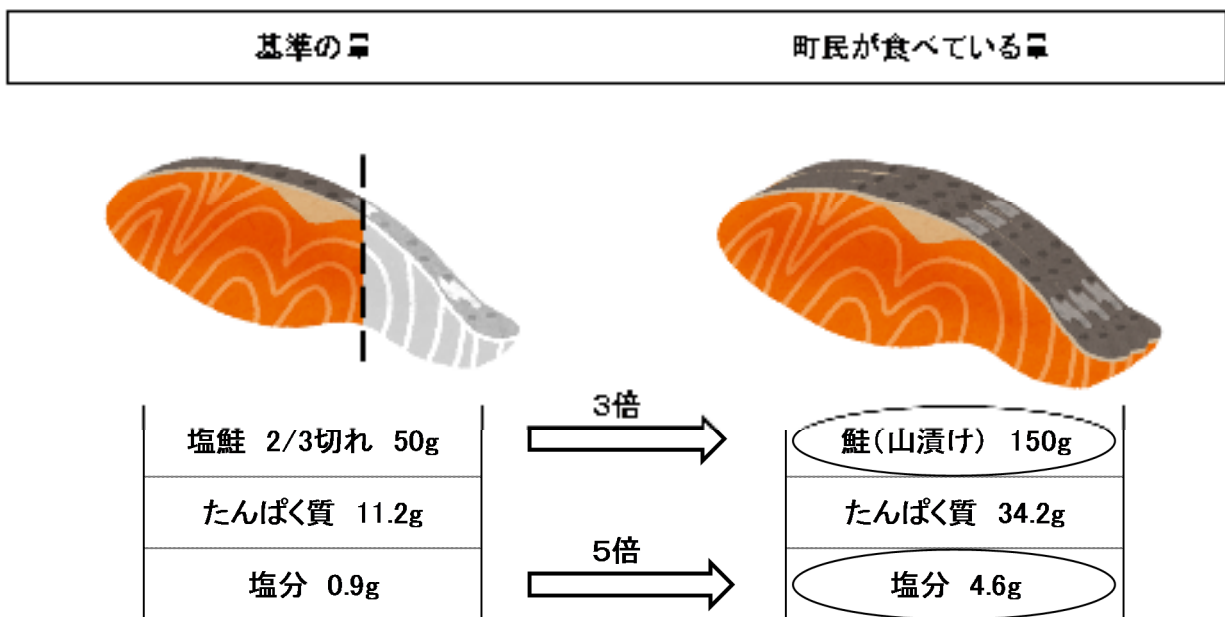 基準の量
町民が食べている量
3倍
塩鮭 2/3切れ 50g
鮭(山漬け) 150g
たんぱく質 11.2g
たんぱく質 34.2g
5倍
塩分 0.9g
塩分 4.6g